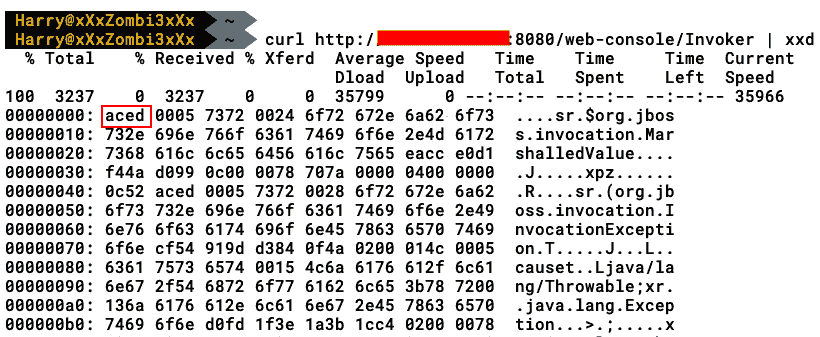 Harry@xXxZombi3xXx ~
Harry@xXxZombi3xXx ~ curl http:/ :8080/web-console/Invoker | xxd
% Total % Received % Xferd Average Speed Time Time Time Current
Dload Upload Total Spent Left Speed
100 3237 0 3237 0 0 35799 0 --:--:-- --:--:-- --:--:-- 35966
00000000: aced 0005 7372 0024 6f72 672e 6a62 6f73 ....sr.$org.jbos
00000010: 732e 696e 766f 6361 7469 6f6e 2e4d 6172 s.invocation.Mar
00000020: 7368 616c 6c65 6456 616c 7565 eacc e0d1 shalledValue....
00000030: f44a d099 0c00 0078 707a 0000 0400 0000 .J.....xpz......
00000040: 0c52 aced 0005 7372 0028 6f72 672e 6a62 .R....sr.(org.jb
00000050: 6f73 732e 696e 766f 6361 7469 6f6e 2e49 oss.invocation.I
00000060: 6e76 6f63 6174 696f 6e45 7863 6570 7469 nvocationExcepti
00000070: 6f6e cf54 919d d384 0f4a 0200 014c 0005 on.T.....J...L..
00000080: 6361 7573 6574 0015 4c6a 6176 612f 6c61 causet..Ljava/la
00000090: 6e67 2f54 6872 6f77 6162 6c65 3b78 7200 ng/Throwable;xr.
000000a0: 136a 6176 612e 6c61 6e67 2e45 7863 6570 .java.lang.Excep
000000b0: 7469 6f6e d0fd 1f3e 1a3b 1cc4 0200 0078 tion...>.;.....x